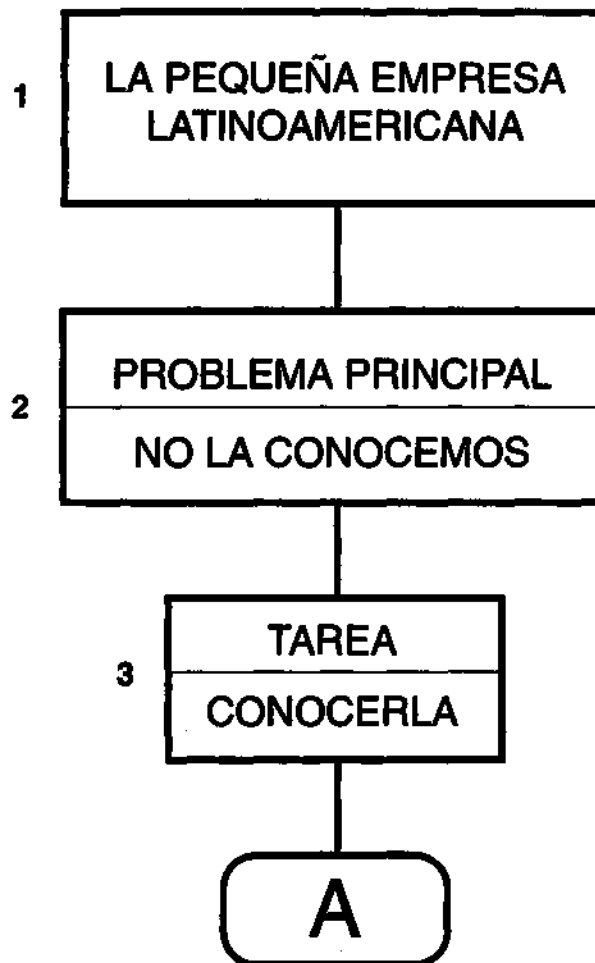 1
LA PEQUEÑA EMPRESA
LATINOAMERICANA
2
PROBLEMA PRINCIPAL
NO LA CONOCEMOS
3
TAREA
CONOCERLA
A